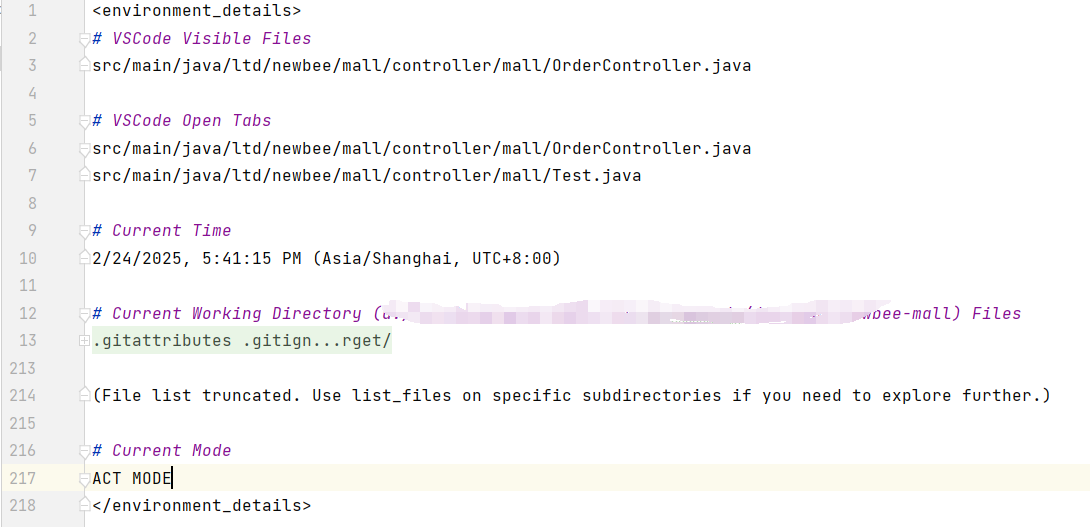 1 <environment_details>
2 # VSCode Visible Files
3 src/main/java/ltd/newbee/mall/controller/mall/OrderController.java
4
5 # VSCode Open Tabs
6 src/main/java/ltd/newbee/mall/controller/mall/OrderController.java
7 src/main/java/ltd/newbee/mall/controller/mall/Test.java
8
9 # Current Time
10 2/24/2025, 5:41:15 PM (Asia/Shanghai, UTC+8:00)
11
12 # Current Working Directory ( wbee-mall) Files
13 .gitattributes .gitign...rget/
213
214 (File list truncated. Use list_files on specific subdirectories if you need to explore further.)
215
216 # Current Mode
217 ACT MODE
218 </environment_details>